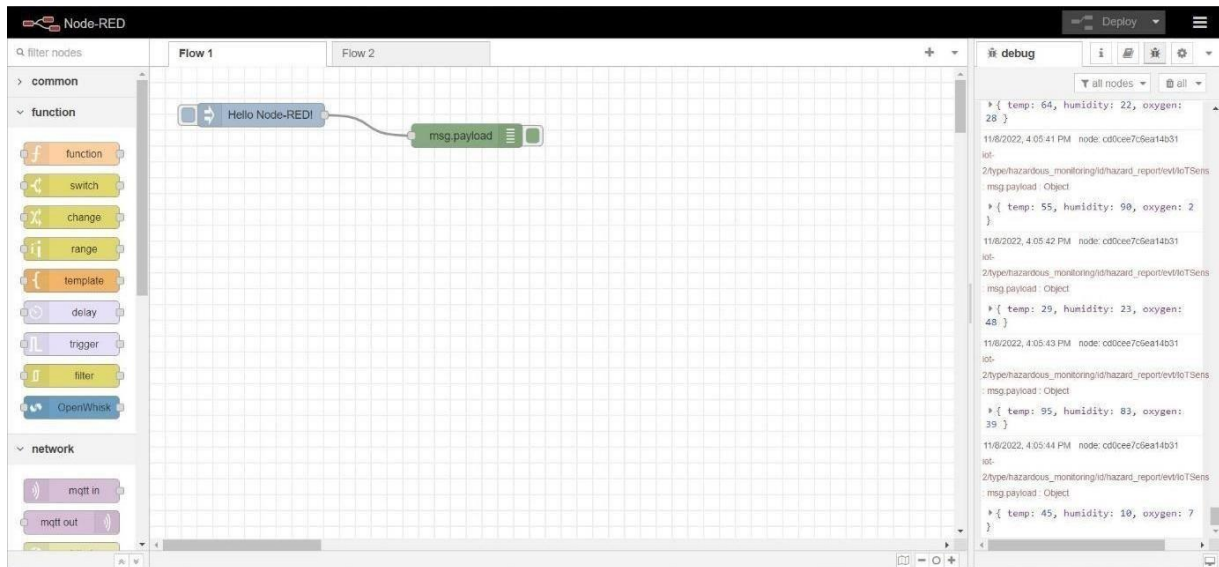 Node-RED
Deploy
filter nodes
Flow 1
Flow 2
debug
i
common
all nodes
all
function
function
switch
change
range
template
delay
trigger
filter
OpenWhisk
network
mqtt in
mqtt out
Hello Node-RED!
msg.payload
{ temp: 64, humidity: 22, oxygen:
28 }
11/8/2022, 4:05:41 PM node: cd0cee7c6ea14b31
iot-
2/type/hazardous_monitoring/id/hazard_report/evt/IoTSens
: msg.payload : Object
{ temp: 55, humidity: 90, oxygen: 2
}
11/8/2022, 4:05:42 PM node: cd0cee7c6ea14b31
iot-
2/type/hazardous_monitoring/id/hazard_report/evt/IoTSens
: msg.payload : Object
{ temp: 29, humidity: 23, oxygen:
48 }
11/8/2022, 4:05:43 PM node: cd0cee7c6ea14b31
iot-
2/type/hazardous_monitoring/id/hazard_report/evt/IoTSens
: msg.payload : Object
{ temp: 95, humidity: 83, oxygen:
39 }
11/8/2022, 4:05:44 PM node: cd0cee7c6ea14b31
iot-
2/type/hazardous_monitoring/id/hazard_report/evt/IoTSens
: msg.payload : Object
{ temp: 45, humidity: 10, oxygen: 7
}